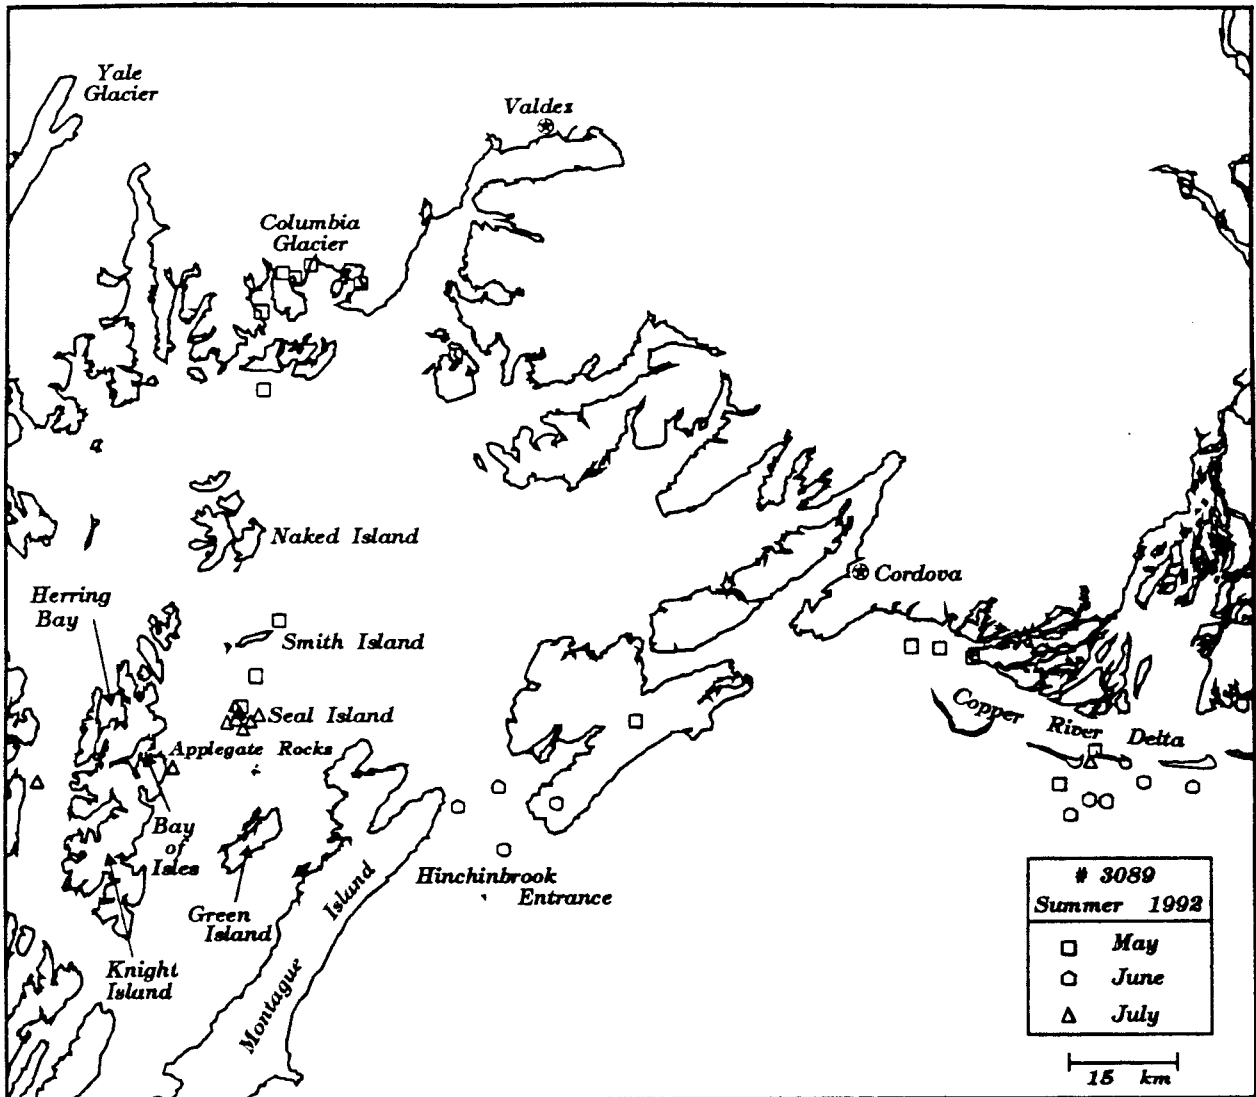 Yale
Glacier
Valdez
Columbia
Glacier
Naked Island
Cordova
Herring
Bay
Smith Island
Seal Island
Applegate Rocks
Copper River Delta
Bay
of
Isles
Hinchinbrook
Entrance
Green
Island
Montague Island
Knight
Island
# 3089
Summer 1992
May
June
July
15 km